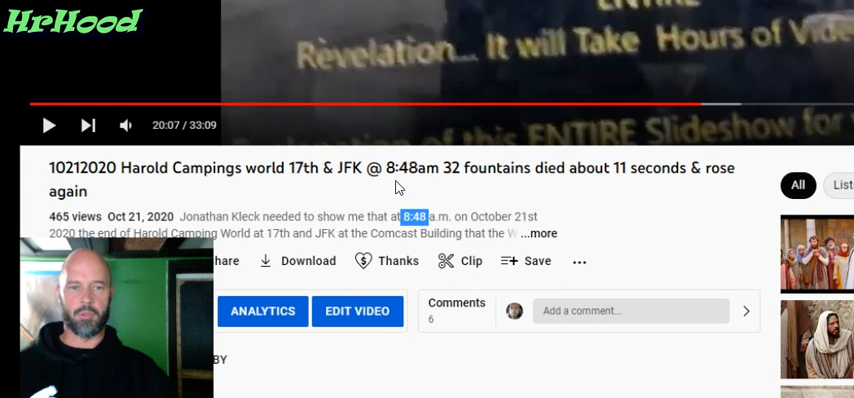 HrHood
ENTIRE
Revelation... It will Take Hours of Vide
Explanation of this ENTIRE Slideshow for
20:07 / 33:09
10212020 Harold Campings world 17th & JFK @ 8:48am 32 fountains died about 11 seconds & rose
again
All
List
465 views Oct 21, 2020 Jonathan Kleck needed to show me that at 8:48 a.m. on October 21st
2020 the end of Harold Camping World at 17th and JFK at the Comcast Building that the W ...more
hare Download Thanks Clip Save ...
ANALYTICS EDIT VIDEO
Comments
6
Add a comment...
BY